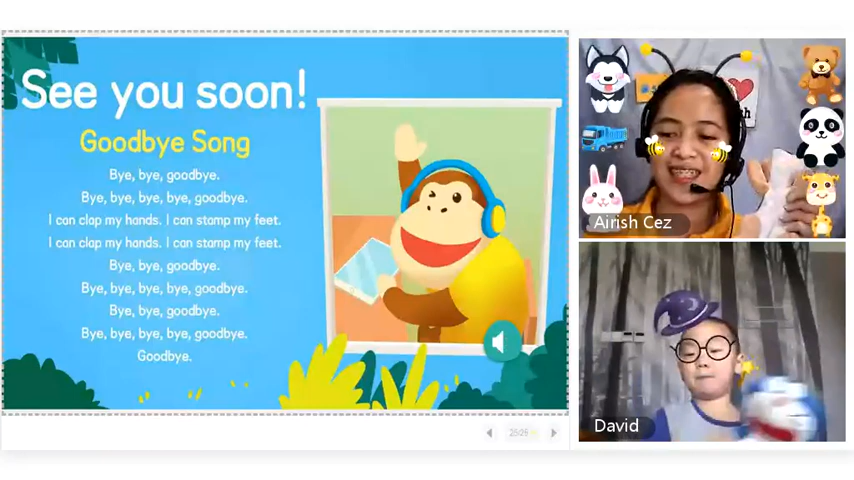 See you soon!
Goodbye Song
Bye, bye, goodbye.
Bye, bye, bye, bye, goodbye.
I can clap my hands. I can stamp my feet.
I can clap my hands. I can stamp my feet.
Bye, bye, goodbye.
Bye, bye, bye, bye, goodbye.
Bye, bye, goodbye.
Bye, bye, bye, bye, goodbye.
Goodbye.
Airish Cez
David